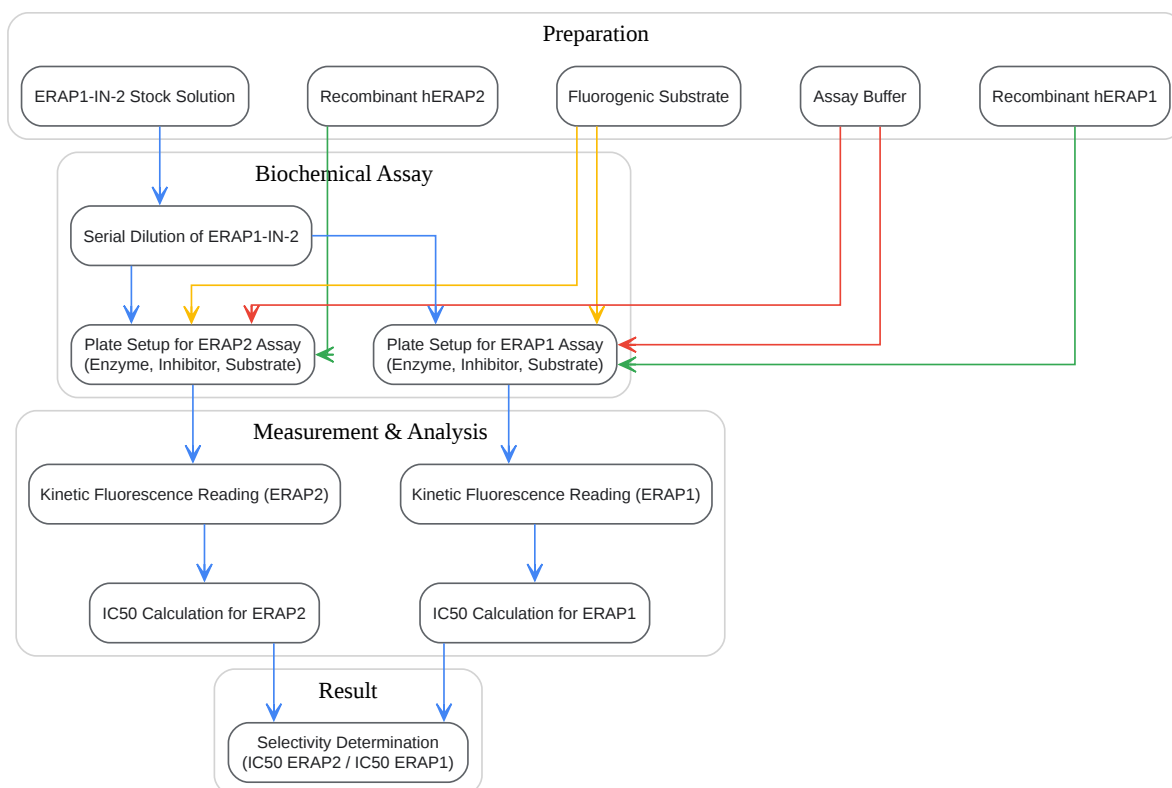 Preparation
ERAP1-IN-2 Stock Solution
Recombinant hERAP2
Fluorogenic Substrate
Assay Buffer
Recombinant hERAP1
Biochemical Assay
Serial Dilution of ERAP1-IN-2
Plate Setup for ERAP2 Assay
(Enzyme, Inhibitor, Substrate)
Plate Setup for ERAP1 Assay
(Enzyme, Inhibitor, Substrate)
Measurement & Analysis
Kinetic Fluorescence Reading (ERAP2)
Kinetic Fluorescence Reading (ERAP1)
IC50 Calculation for ERAP2
IC50 Calculation for ERAP1
Result
Selectivity Determination
(IC50 ERAP2 / IC50 ERAP1)